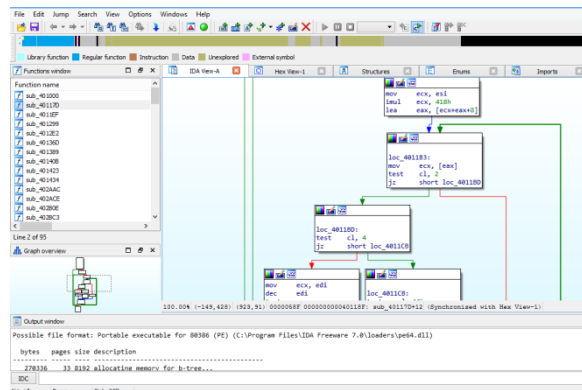 File Edit Jump Search View Options Windows Help
Library function Regular function Instruction Data Unexplored External symbol
Functions window
IDA View-A Hex View-1 Structures Enums Imports
Function name
sub_401000
sub_40117D
sub_4011EF
sub_401299
sub_4012E2
sub_40136D
sub_401389
sub_401408
sub_401423
sub_401434
sub_402AAC
sub_402ACE
sub_402B0E
sub_402BC3
Line 2 of 95
Graph overview
mov ecx, esi
imul ecx, 418h
lea eax, [ecx+eax+8]
loc_4011B3:
mov ecx, [eax]
test cl, 2
jz short loc_4011BD
loc_4011BD:
test cl, 4
jz short loc_4011CB
mov ecx, edi
dec edi
loc_4011CB:
100.00% (-149,428) (923,91) 0000058F 000000000040118F: sub_40117D+12 (Synchronized with Hex View-1)
Output window
Possible file format: Portable executable for 80386 (PE) (C:\Program Files\IDA Freeware 7.0\loaders\pe64.dll)
bytes pages size description
--------- ----- ---- --------------------------------------------
270336 33 8192 allocating memory for b-tree...
IDC